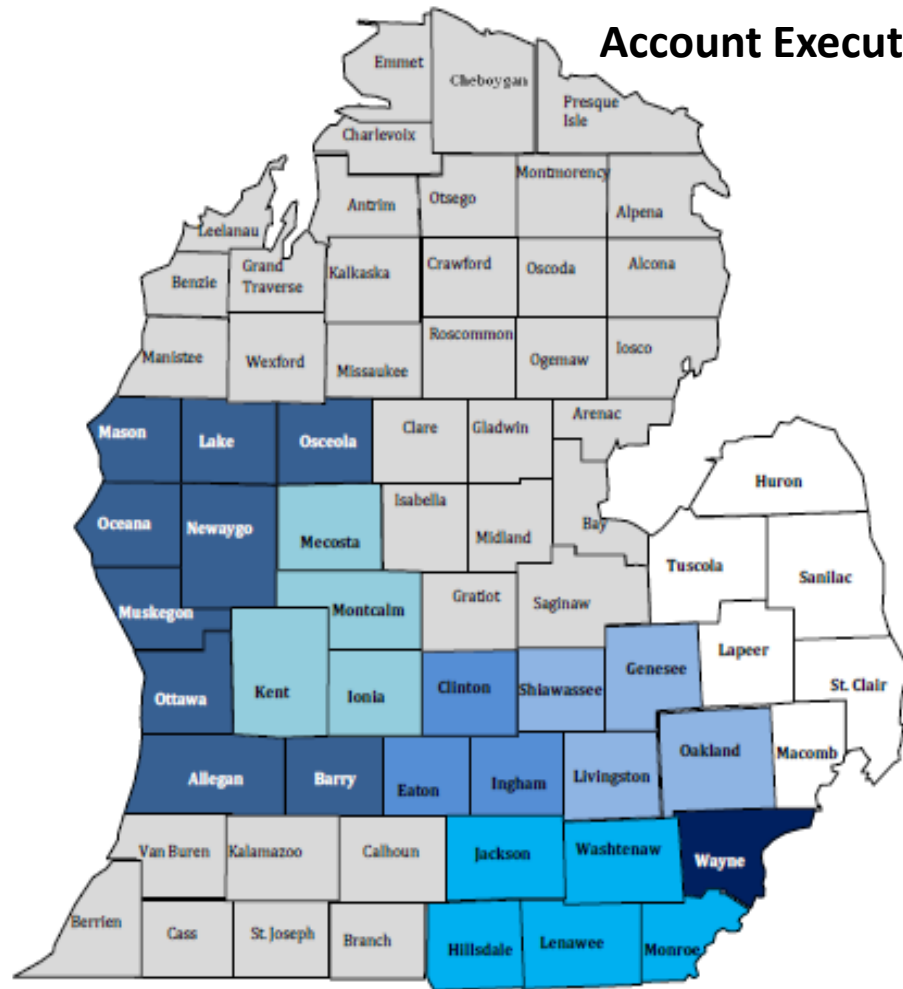 Account Execut
Emmet
Cheboygan
Presque
Isle
Charlevoix
Montmorency
Antrim
Otsego
Alpena
Leelanau
Grand
Traverse
Benzie
Kalkaska
Crawford
Oscoda
Alcona
Manistee
Wexford
Missaukee
Roscommon
Ogemaw
Iosco
Mason
Lake
Osceola
Clare
Gladwin
Arenac
Huron
Oceana
Newaygo
Mecosta
Isabella
Midland
Bay
Tuscola
Sanilac
Muskegon
Montcalm
Gratiot
Saginaw
Lapeer
Ottawa
Kent
Ionia
Clinton
Shiawassee
Genesee
St. Clair
Allegan
Barry
Eaton
Ingham
Livingston
Oakland
Macomb
Van Buren
Kalamazoo
Calhoun
Jackson
Washtenaw
Wayne
Berrien
Cass
St. Joseph
Branch
Hillsdale
Lenawee
Monroe